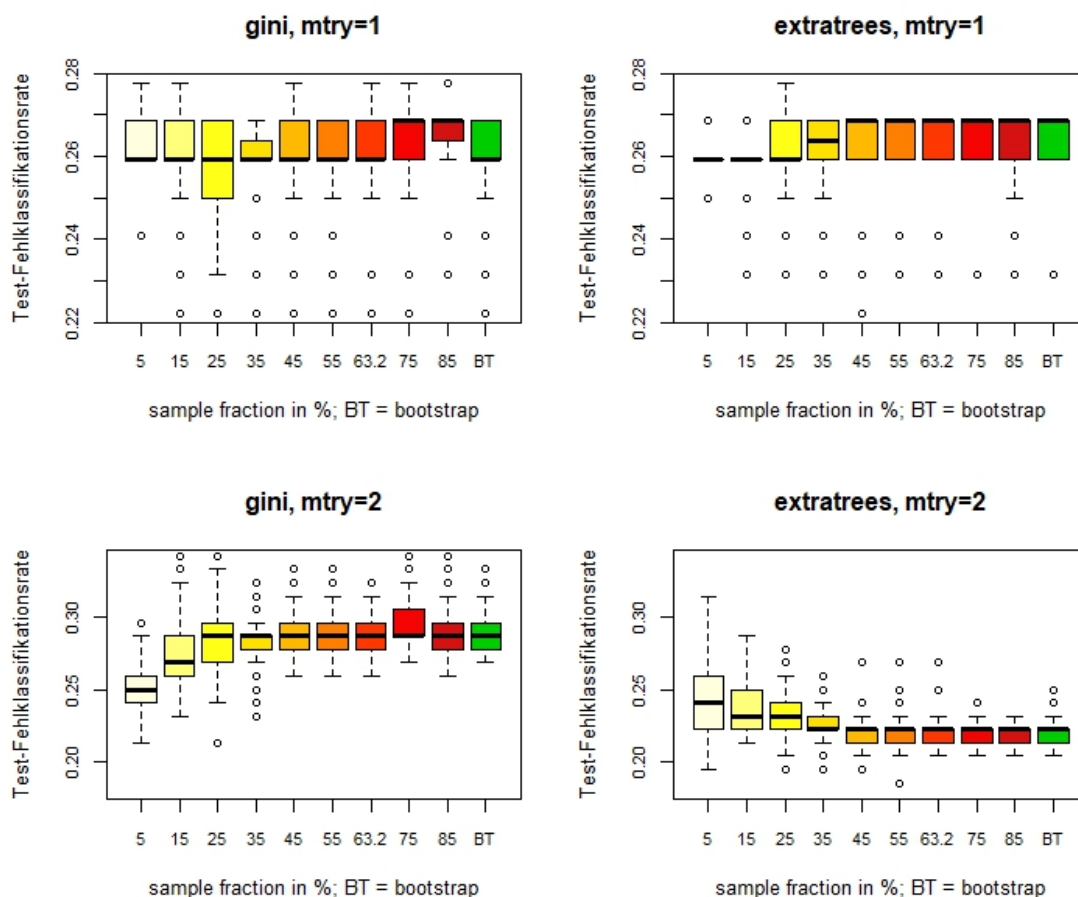 gini, mtry=1
Test-Fehlklassifikationsrate
0.28
0.26
0.24
0.22
5 15 25 35 45 55 63.2 75 85 BT
sample fraction in %; BT = bootstrap
extratrees, mtry=1
Test-Fehlklassifikationsrate
0.28
0.26
0.24
0.22
5 15 25 35 45 55 63.2 75 85 BT
sample fraction in %; BT = bootstrap
gini, mtry=2
Test-Fehlklassifikationsrate
0.30
0.25
0.20
5 15 25 35 45 55 63.2 75 85 BT
sample fraction in %; BT = bootstrap
extratrees, mtry=2
Test-Fehlklassifikationsrate
0.30
0.25
0.20
5 15 25 35 45 55 63.2 75 85 BT
sample fraction in %; BT = bootstrap